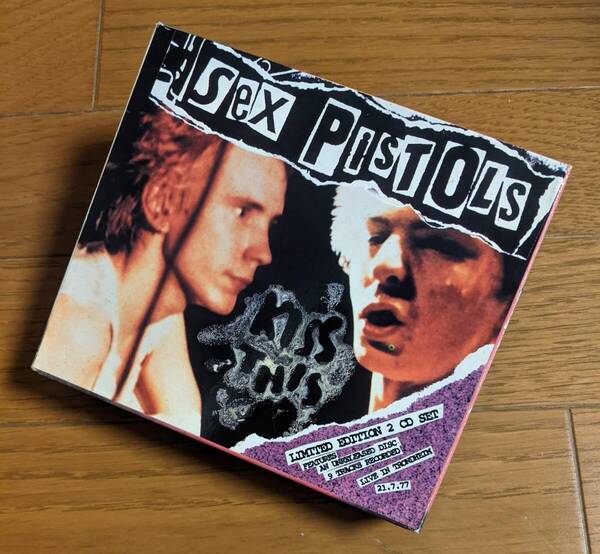 SEX PISTOLS
KISS
THIS
LIMITED EDITION 2 CD SET
FEATURES
AN UNRELEASED DISC
9 TRACKS RECORDED
LIVE IN TRONDHEIM
21.7.77